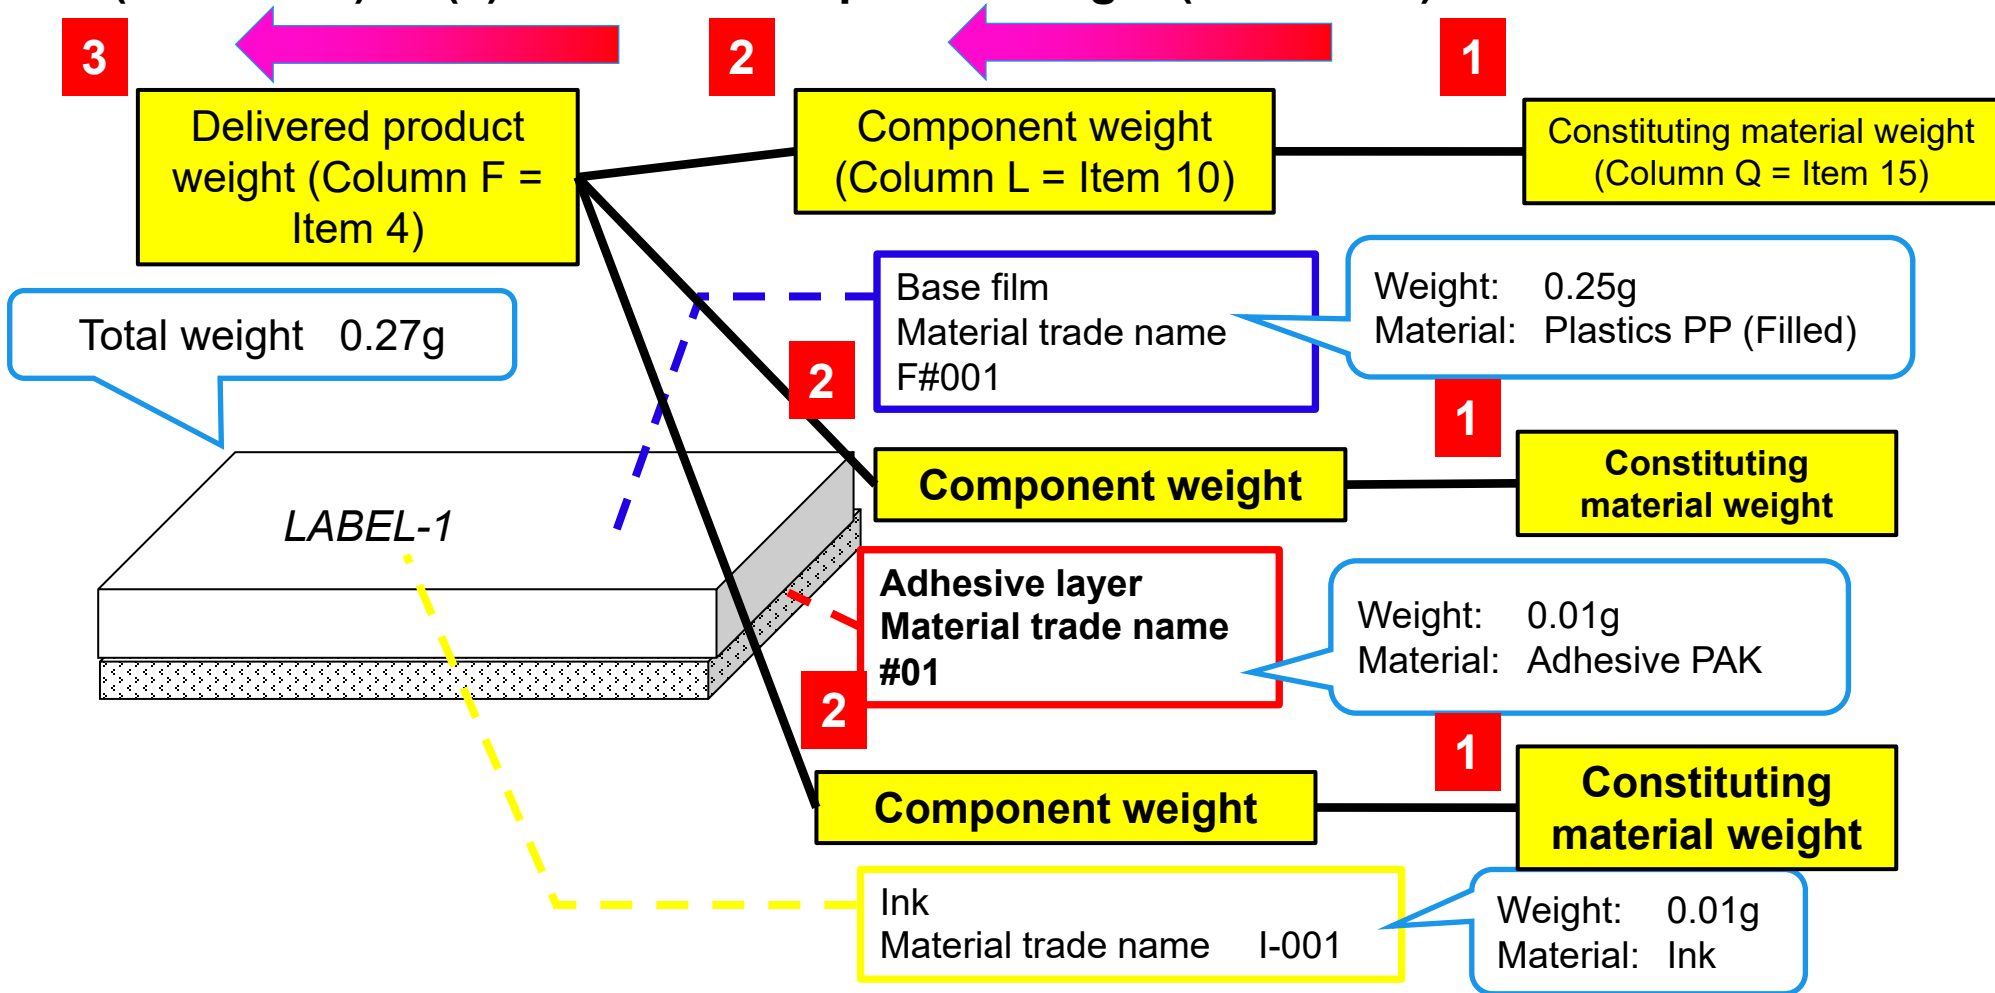 3
2
1
Delivered product
weight (Column F =
Item 4)
Component weight
(Column L = Item 10)
Constituting material weight
(Column Q = Item 15)
Base film
Material trade name
F#001
Weight: 0.25g
Material: Plastics PP (Filled)
Total weight 0.27g
2
1
Component weight
Constituting
material weight
LABEL-1
Adhesive layer
Material trade name
#01
Weight: 0.01g
Material: Adhesive PAK
2
1
Component weight
Constituting
material weight
Ink
Material trade name I-001
Weight: 0.01g
Material: Ink